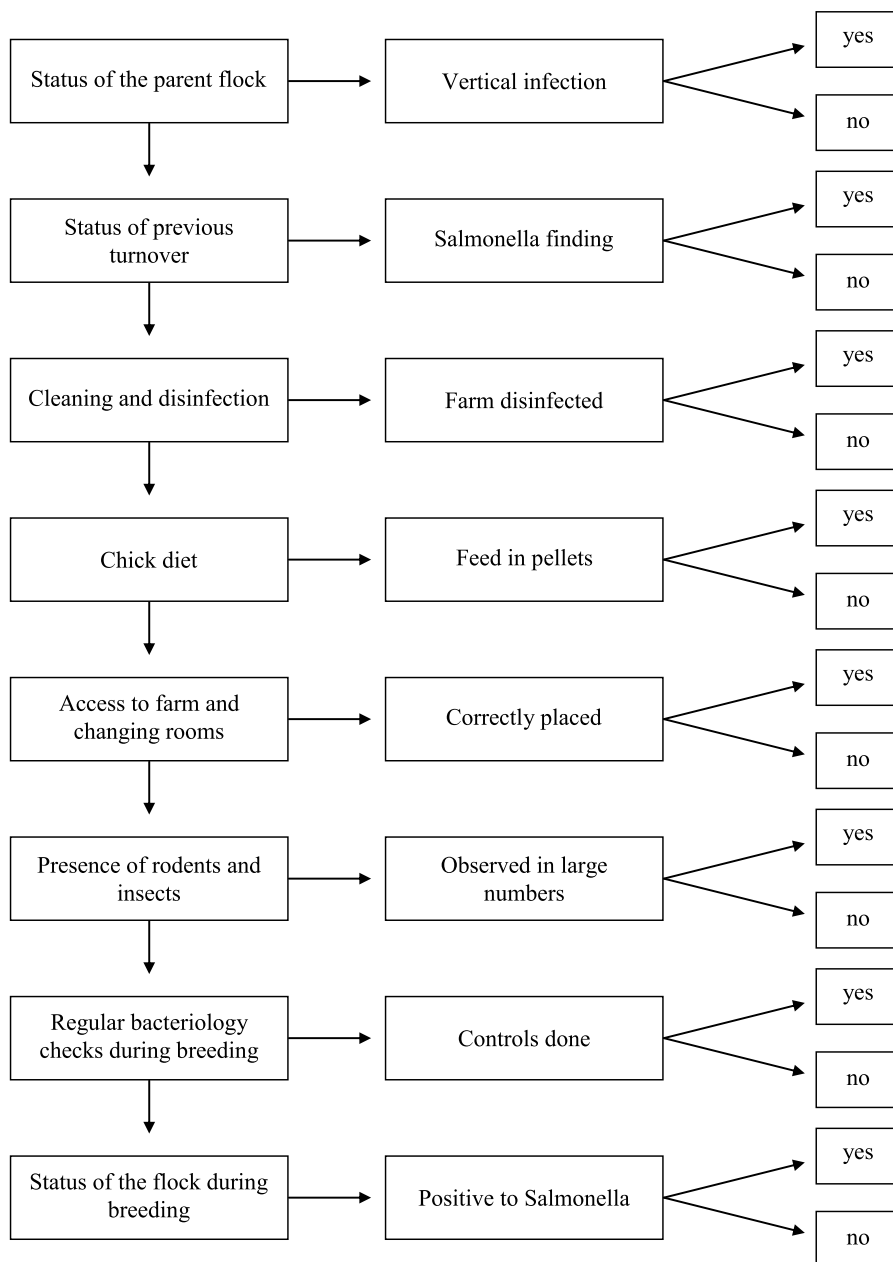 Status of the parent flock
Vertical infection
yes
no
Status of previous
turnover
Salmonella finding
yes
no
Cleaning and disinfection
Farm disinfected
yes
no
Chick diet
Feed in pellets
yes
no
Access to farm and
changing rooms
Correctly placed
yes
no
Presence of rodents and
insects
Observed in large
numbers
yes
no
Regular bacteriology
checks during breeding
Controls done
yes
no
Status of the flock during
breeding
Positive to Salmonella
yes
no